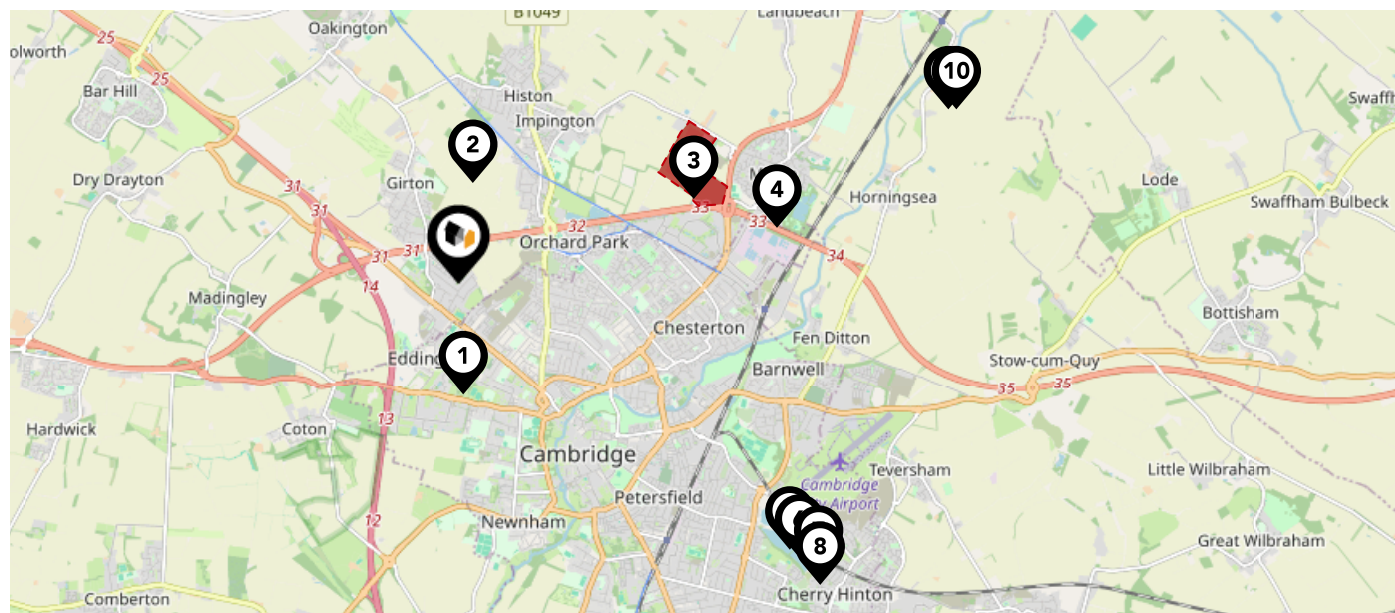 B1049
Landbeach
Oakington
25
olworth
10
25
Bar Hill
Histon
Swaffh
Impington
2
3
Dry Drayton
Girton
4
Lode
31
Horningsea
Swaffham Bulbeck
33
31
32
33
Orchard Park
31
31
34
14
Madingley
Bottisham
Chesterton
Fen Ditton
1
Edding
Stow-cum-Quy
Barnwell
35
35
13
Hardwick
Coton
Cambridge
Teversham
Little Wilbraham
Cambridge
Petersfield
y Airport
12
Newnham
8
Great Wilbraham
Cherry Hinton
Comberton